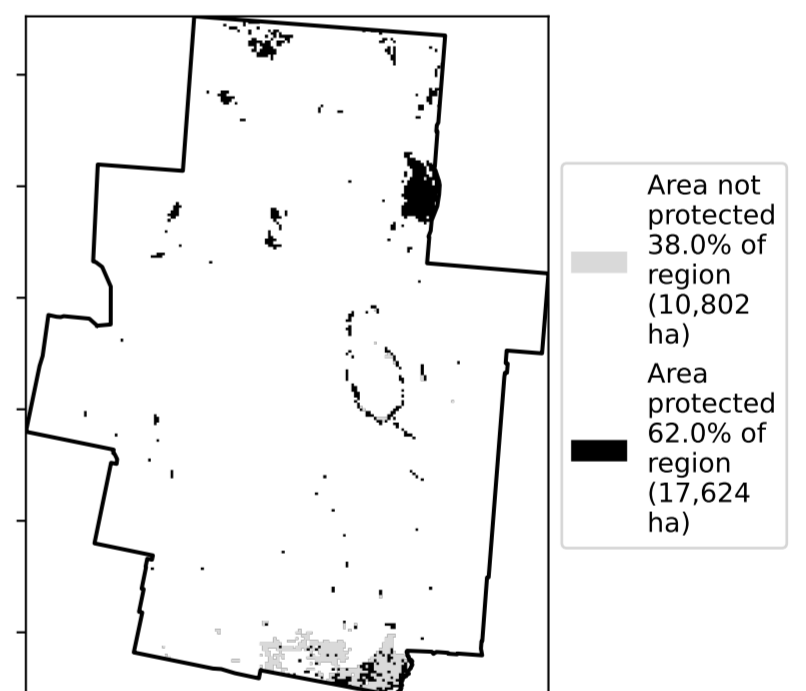 Area not
protected
38.0% of
region
(10,802
ha)
Area
protected
62.0% of
region
(17,624
ha)